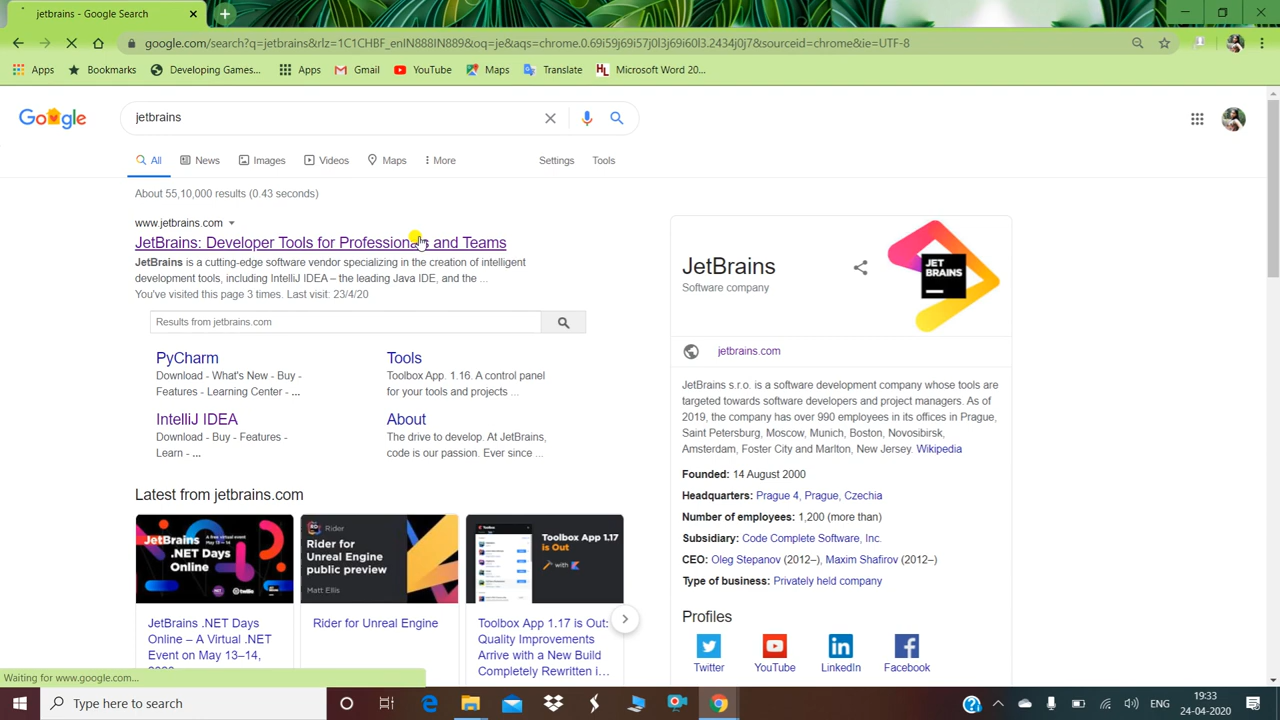 jetbrains - Google Search
google.com/search?q=jetbrains&rlz=1C1CHBF_enIN888IN889&oq=je&aqs=chrome.0.69i59j69i57j0l3j69i60l3.2434j0j7&sourceid=chrome&ie=UTF-8
Apps Bookmarks Developing Games... Apps Gmail YouTube Maps Translate Microsoft Word 20...
Google jetbrains
All News Images Videos Maps More Settings Tools
About 55,10,000 results (0.43 seconds)
www.jetbrains.com
JetBrains: Developer Tools for Professionals and Teams
JetBrains is a cutting-edge software vendor specializing in the creation of intelligent
development tools, including IntelliJ IDEA – the leading Java IDE, and the ...
You've visited this page 3 times. Last visit: 23/4/20
Results from jetbrains.com
PyCharm
Download - What's New - Buy -
Features - Learning Center - ...
Tools
Toolbox App. 1.16. A control panel
for your tools and projects ...
IntelliJ IDEA
Download - Buy - Features -
Learn - ...
About
The drive to develop. At JetBrains,
code is our passion. Ever since ...
Latest from jetbrains.com
JetBrains A free virtual event
May 13 – 14
.NET Days
Online
twilio
JetBrains .NET Days
Online – A Virtual .NET
Event on May 13–14,
2020
Rider
Rider for
Unreal Engine
public preview
Matt Ellis
Rider for Unreal Engine
Toolbox
Toolbox App 1.17
is Out
with
Toolbox App 1.17 is Out:
Quality Improvements
Arrive with a New Build
Completely Rewritten i...
JetBrains
Software company
JET
BRAINS
jetbrains.com
JetBrains s.r.o. is a software development company whose tools are
targeted towards software developers and project managers. As of
2019, the company has over 990 employees in its offices in Prague,
Saint Petersburg, Moscow, Munich, Boston, Novosibirsk,
Amsterdam, Foster City and Marlton, New Jersey. Wikipedia
Founded: 14 August 2000
Headquarters: Prague 4, Prague, Czechia
Number of employees: 1,200 (more than)
Subsidiary: Code Complete Software, Inc.
CEO: Oleg Stepanov (2012–), Maxim Shafirov (2012–)
Type of business: Privately held company
Profiles
Twitter YouTube LinkedIn Facebook
Waiting for www.google.com...
Type here to search
ENG
19:33
24-04-2020